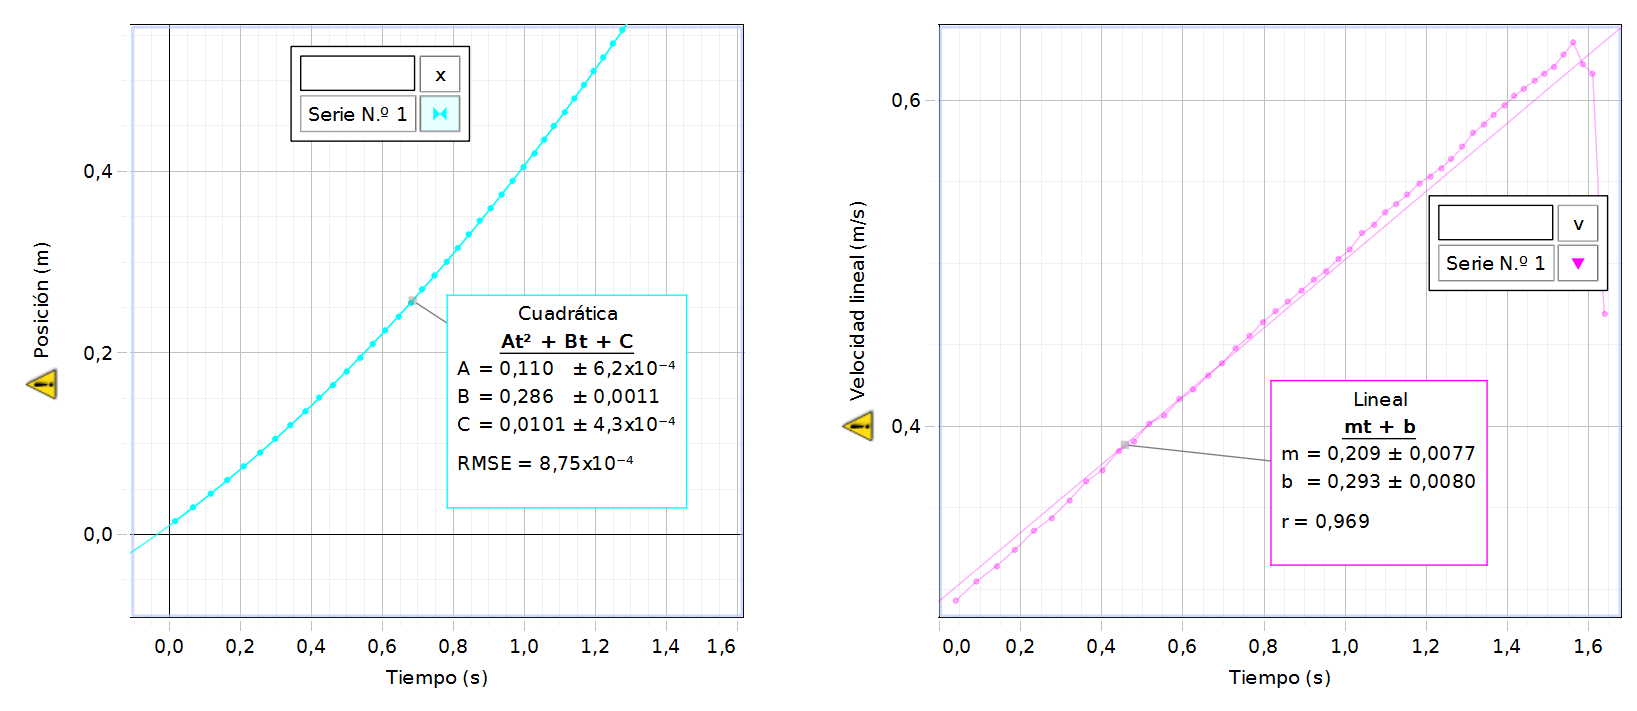 x
Serie N.º 1
0,4
0,2
0,0
Posición (m)
Cuadrática
At² + Bt + C
A = 0,110 ± 6,2x10⁻⁴
B = 0,286 ± 0,0011
C = 0,0101 ± 4,3x10⁻⁴
RMSE = 8,75x10⁻⁴
0,0 0,2 0,4 0,6 0,8 1,0 1,2 1,4 1,6
Tiempo (s)
0,6
0,4
Velocidad lineal (m/s)
v
Serie N.º 1
Lineal
mt + b
m = 0,209 ± 0,0077
b = 0,293 ± 0,0080
r = 0,969
0,0 0,2 0,4 0,6 0,8 1,0 1,2 1,4 1,6
Tiempo (s)